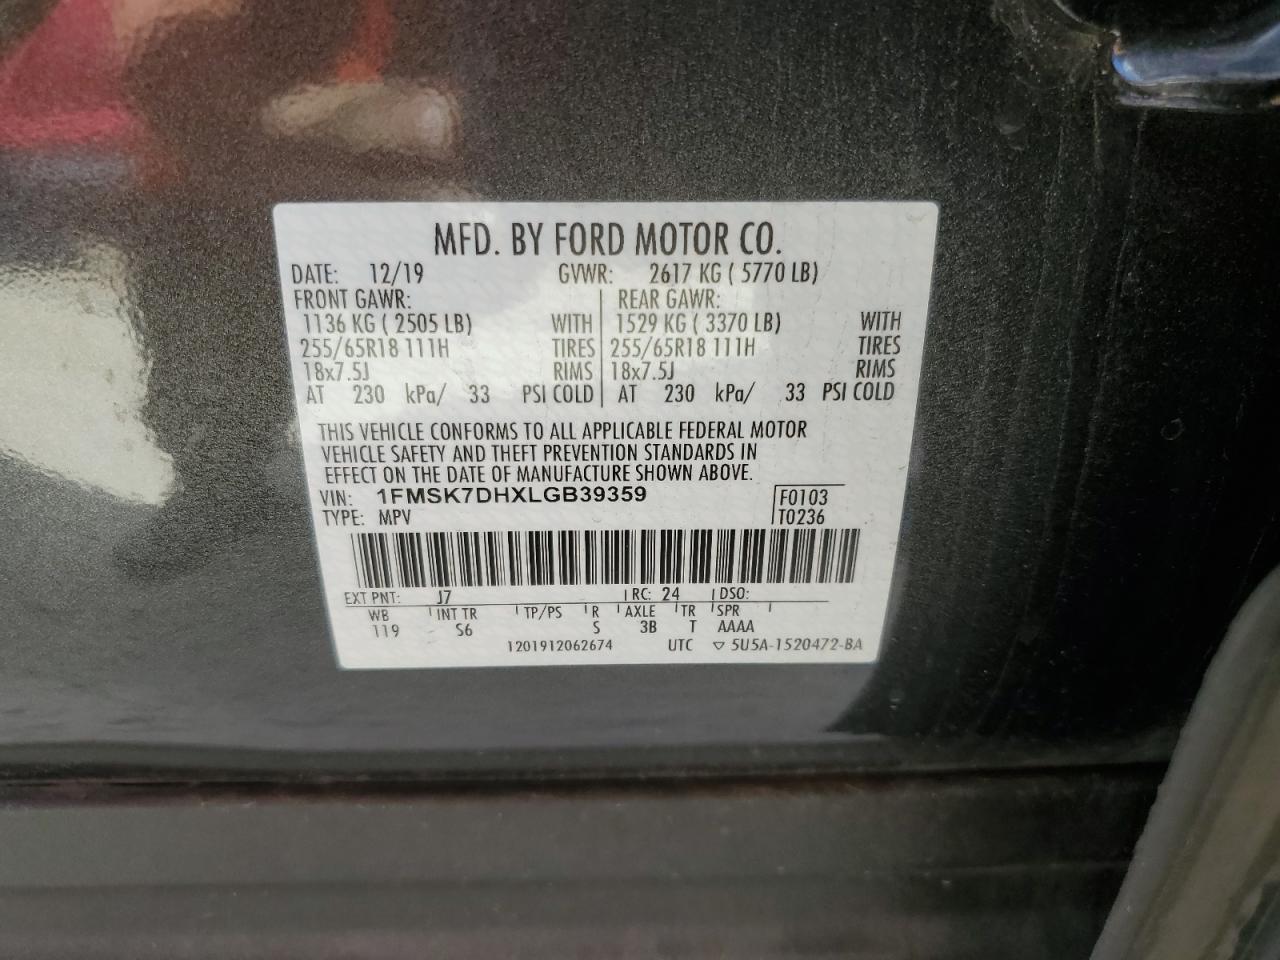 MFD. BY FORD MOTOR CO.
DATE: 12/19 GVWR: 2617 KG ( 5770 LB)
FRONT GAWR: REAR GAWR:
1136 KG ( 2505 LB) WITH 1529 KG ( 3370 LB) WITH
255/65R18 111H TIRES 255/65R18 111H TIRES
18x7.5J RIMS 18x7.5J RIMS
AT 230 kPa/ 33 PSI COLD AT 230 kPa/ 33 PSI COLD
THIS VEHICLE CONFORMS TO ALL APPLICABLE FEDERAL MOTOR
VEHICLE SAFETY AND THEFT PREVENTION STANDARDS IN
EFFECT ON THE DATE OF MANUFACTURE SHOWN ABOVE.
VIN: 1FMSK7DHXLGB39359 F0103
TYPE: MPV T0236
EXT PNT: J7 RC: 24 DSO:
WB INT TR TP/PS R AXLE TR SPR
119 S6 S 3B T AAAA
1201912062674 UTC ▽ 5U5A-1520472-BA